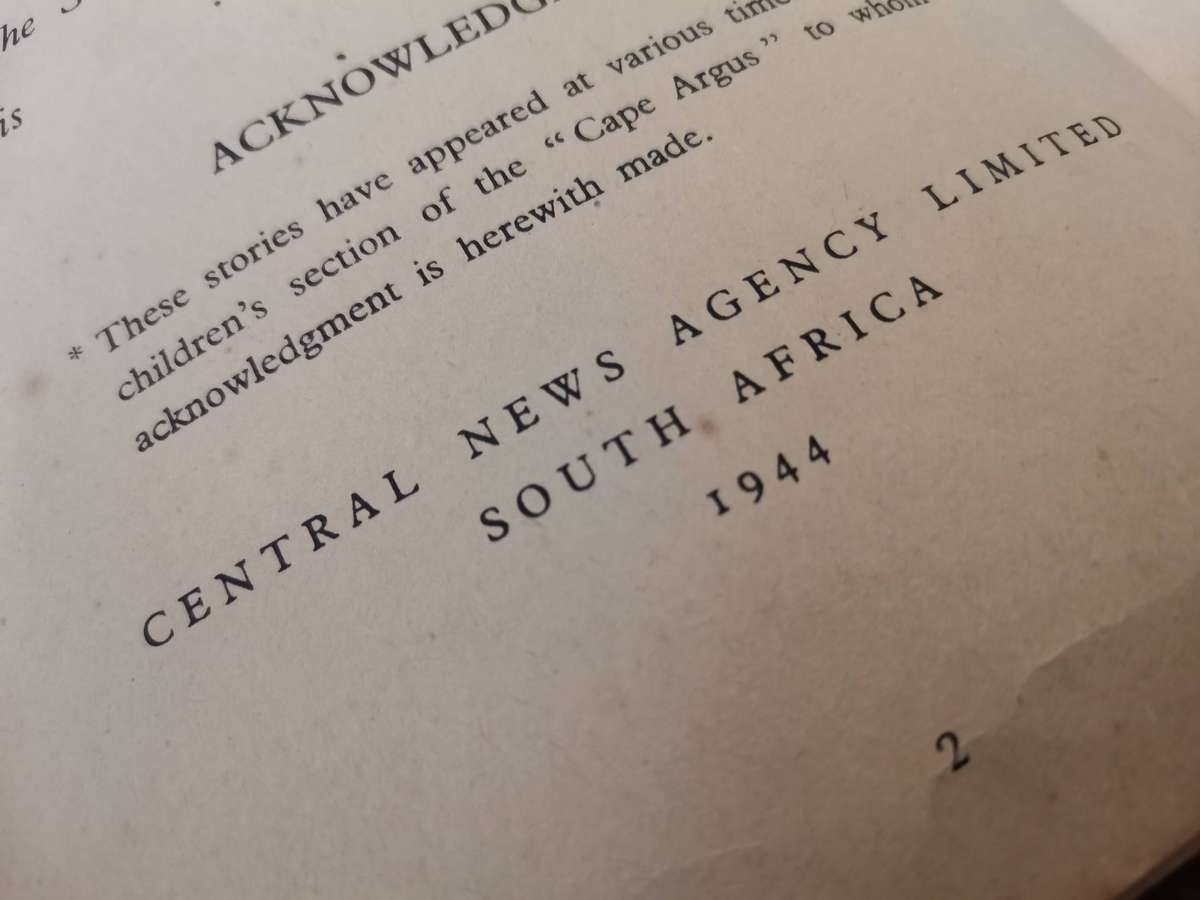 he
is
ACKNOWLEDG
* These stories have appeared at various time
children's section of the “Cape Argus” to whom
acknowledgment is herewith made.
CENTRAL NEWS AGENCY LIMITED
SOUTH AFRICA
1944
2